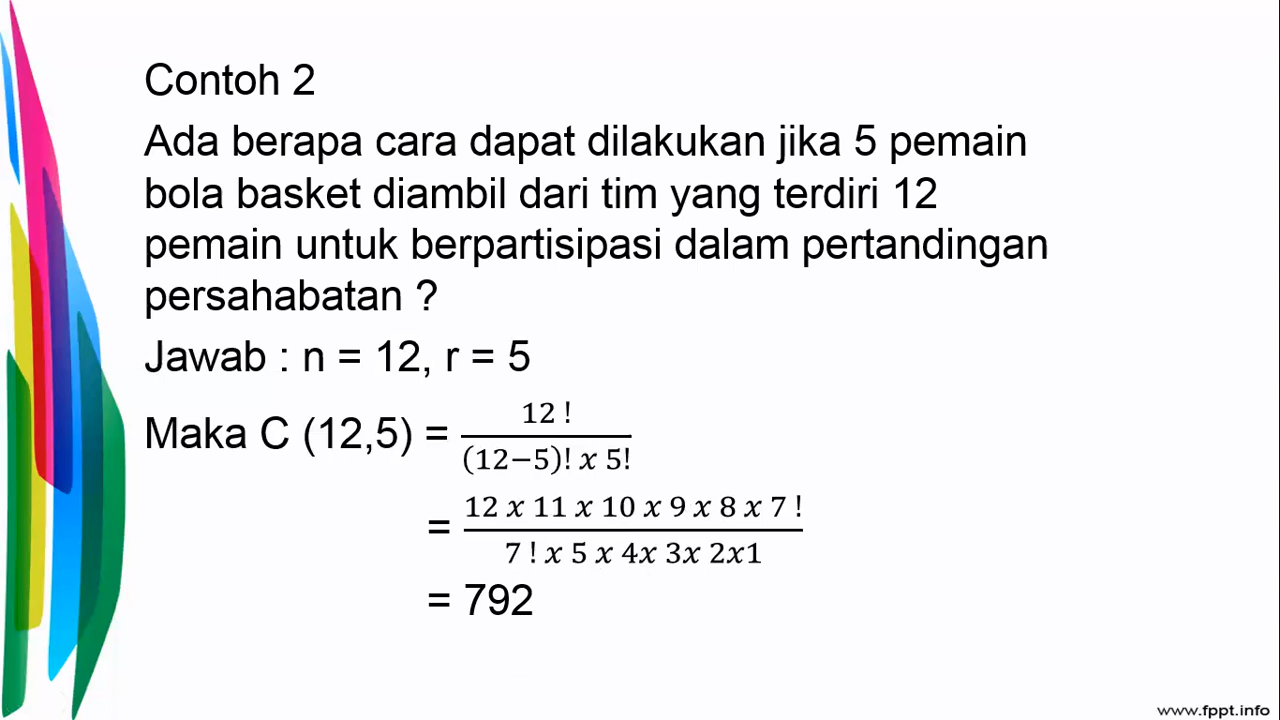 Contoh 2
Ada berapa cara dapat dilakukan jika 5 pemain
bola basket diambil dari tim yang terdiri 12
pemain untuk berpartisipasi dalam pertandingan
persahabatan ?
Jawab : n = 12, r = 5
Maka C (12,5) = 12 ! / (12−5)! x 5!
= 12 x 11 x 10 x 9 x 8 x 7 ! / 7 ! x 5 x 4x 3x 2x1
= 792
www.fppt.info